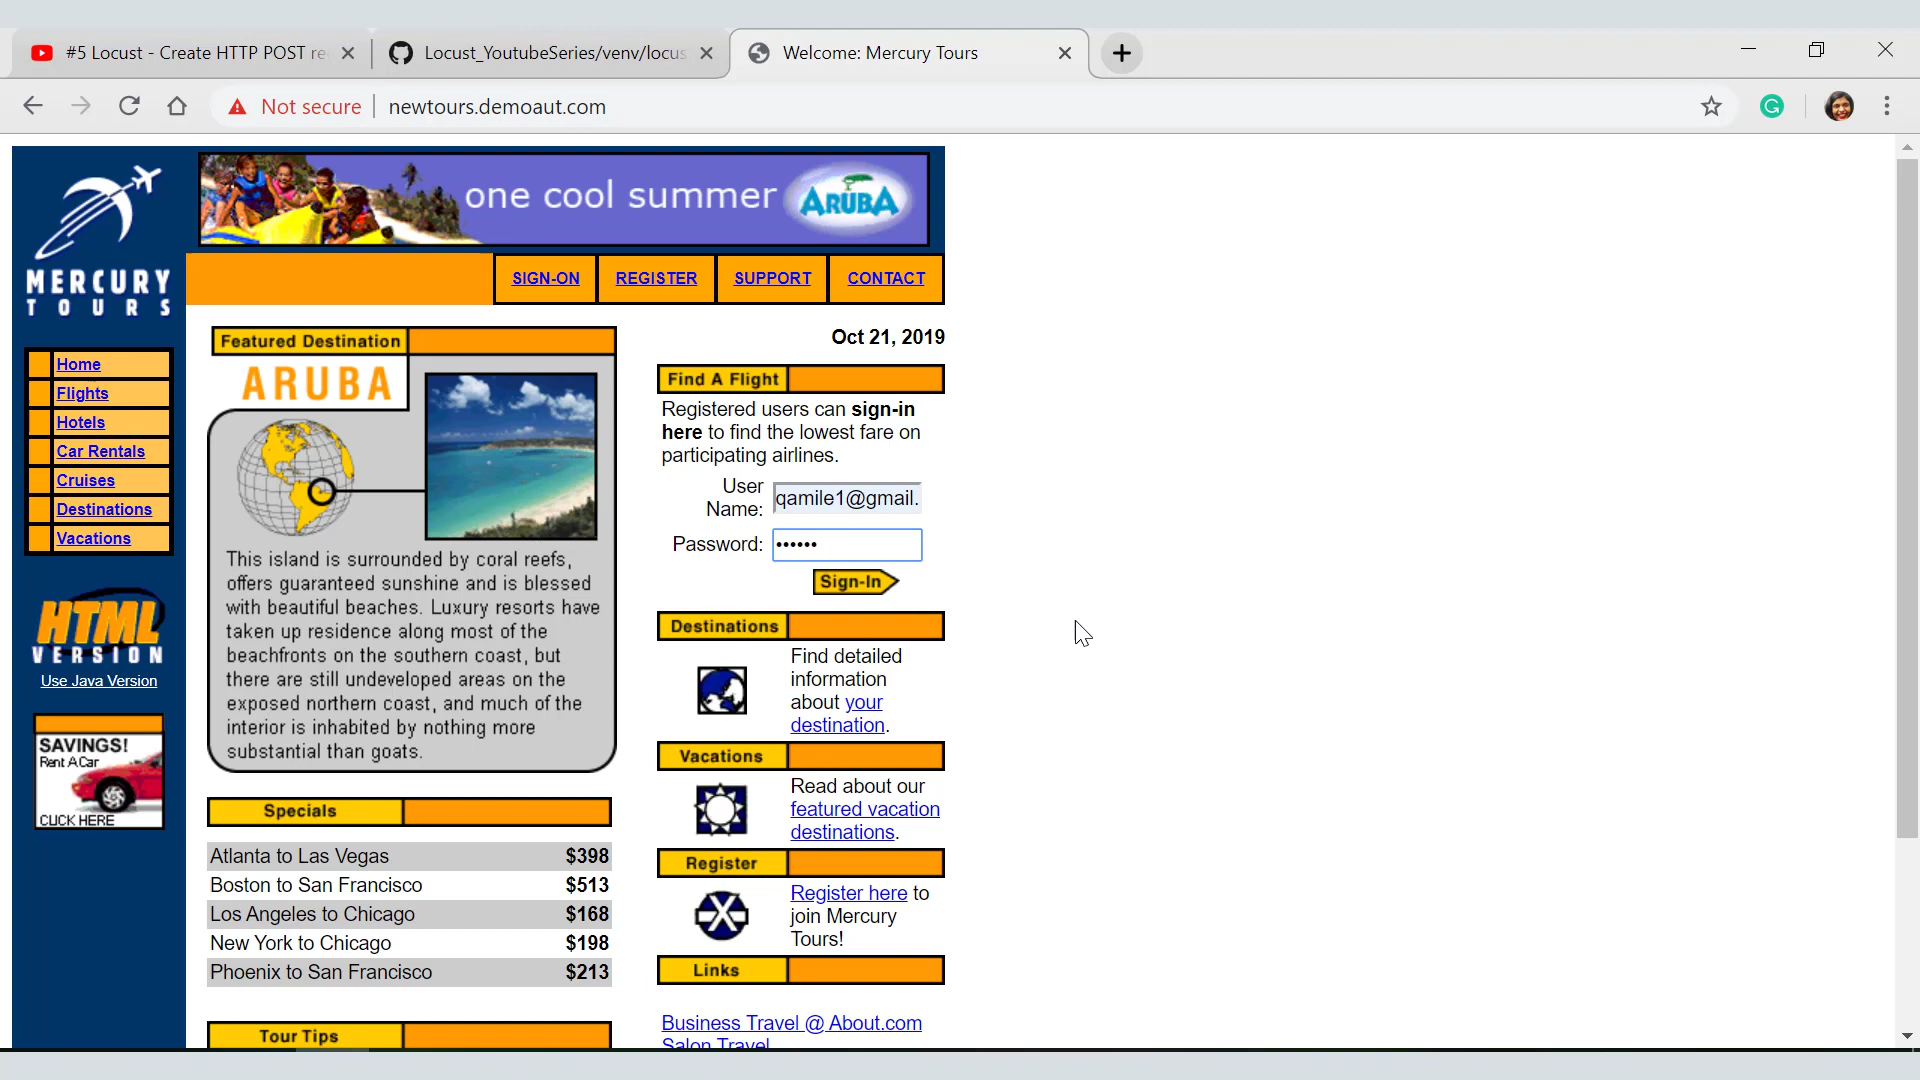 #5 Locust - Create HTTP POST re
Locust_YoutubeSeries/venv/locus
Welcome: Mercury Tours
Not secure
newtours.demoaut.com
MERCURY
TOURS
one cool summer
ARUBA
SIGN-ON
REGISTER
SUPPORT
CONTACT
Home
Flights
Hotels
Car Rentals
Cruises
Destinations
Vacations
HTML
VERSION
Use Java Version
SAVINGS!
Rent A Car
CLICK HERE
Featured Destination
ARUBA
This island is surrounded by coral reefs,
offers guaranteed sunshine and is blessed
with beautiful beaches. Luxury resorts have
taken up residence along most of the
beachfronts on the southern coast, but
there are still undeveloped areas on the
exposed northern coast, and much of the
interior is inhabited by nothing more
substantial than goats.
Specials
Atlanta to Las Vegas $398
Boston to San Francisco $513
Los Angeles to Chicago $168
New York to Chicago $198
Phoenix to San Francisco $213
Tour Tips
Oct 21, 2019
Find A Flight
Registered users can sign-in
here to find the lowest fare on
participating airlines.
User
Name: qamile1@gmail.
Password: ••••••
Sign-In
Destinations
Find detailed
information
about your
destination.
Vacations
Read about our
featured vacation
destinations.
Register
Register here to
join Mercury
Tours!
Links
Business Travel @ About.com
Salon Travel